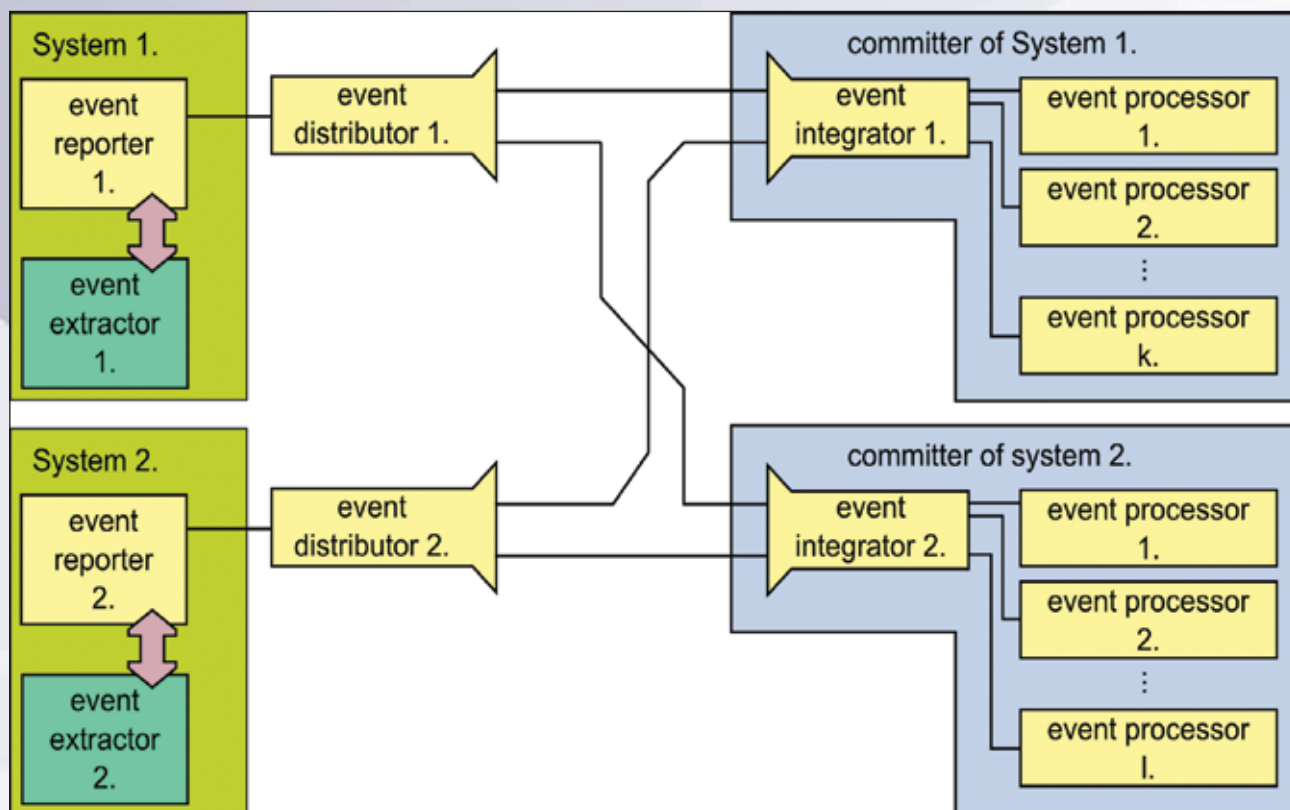 System 1.
event
reporter
1.
event
extractor
1.
event
distributor 1.
committer of System 1.
event
integrator 1.
event processor
1.
event processor
2.
...
event processor
k.
System 2.
event
reporter
2.
event
extractor
2.
event
distributor 2.
committer of system 2.
event
integrator 2.
event processor
1.
event processor
2.
...
event processor
l.